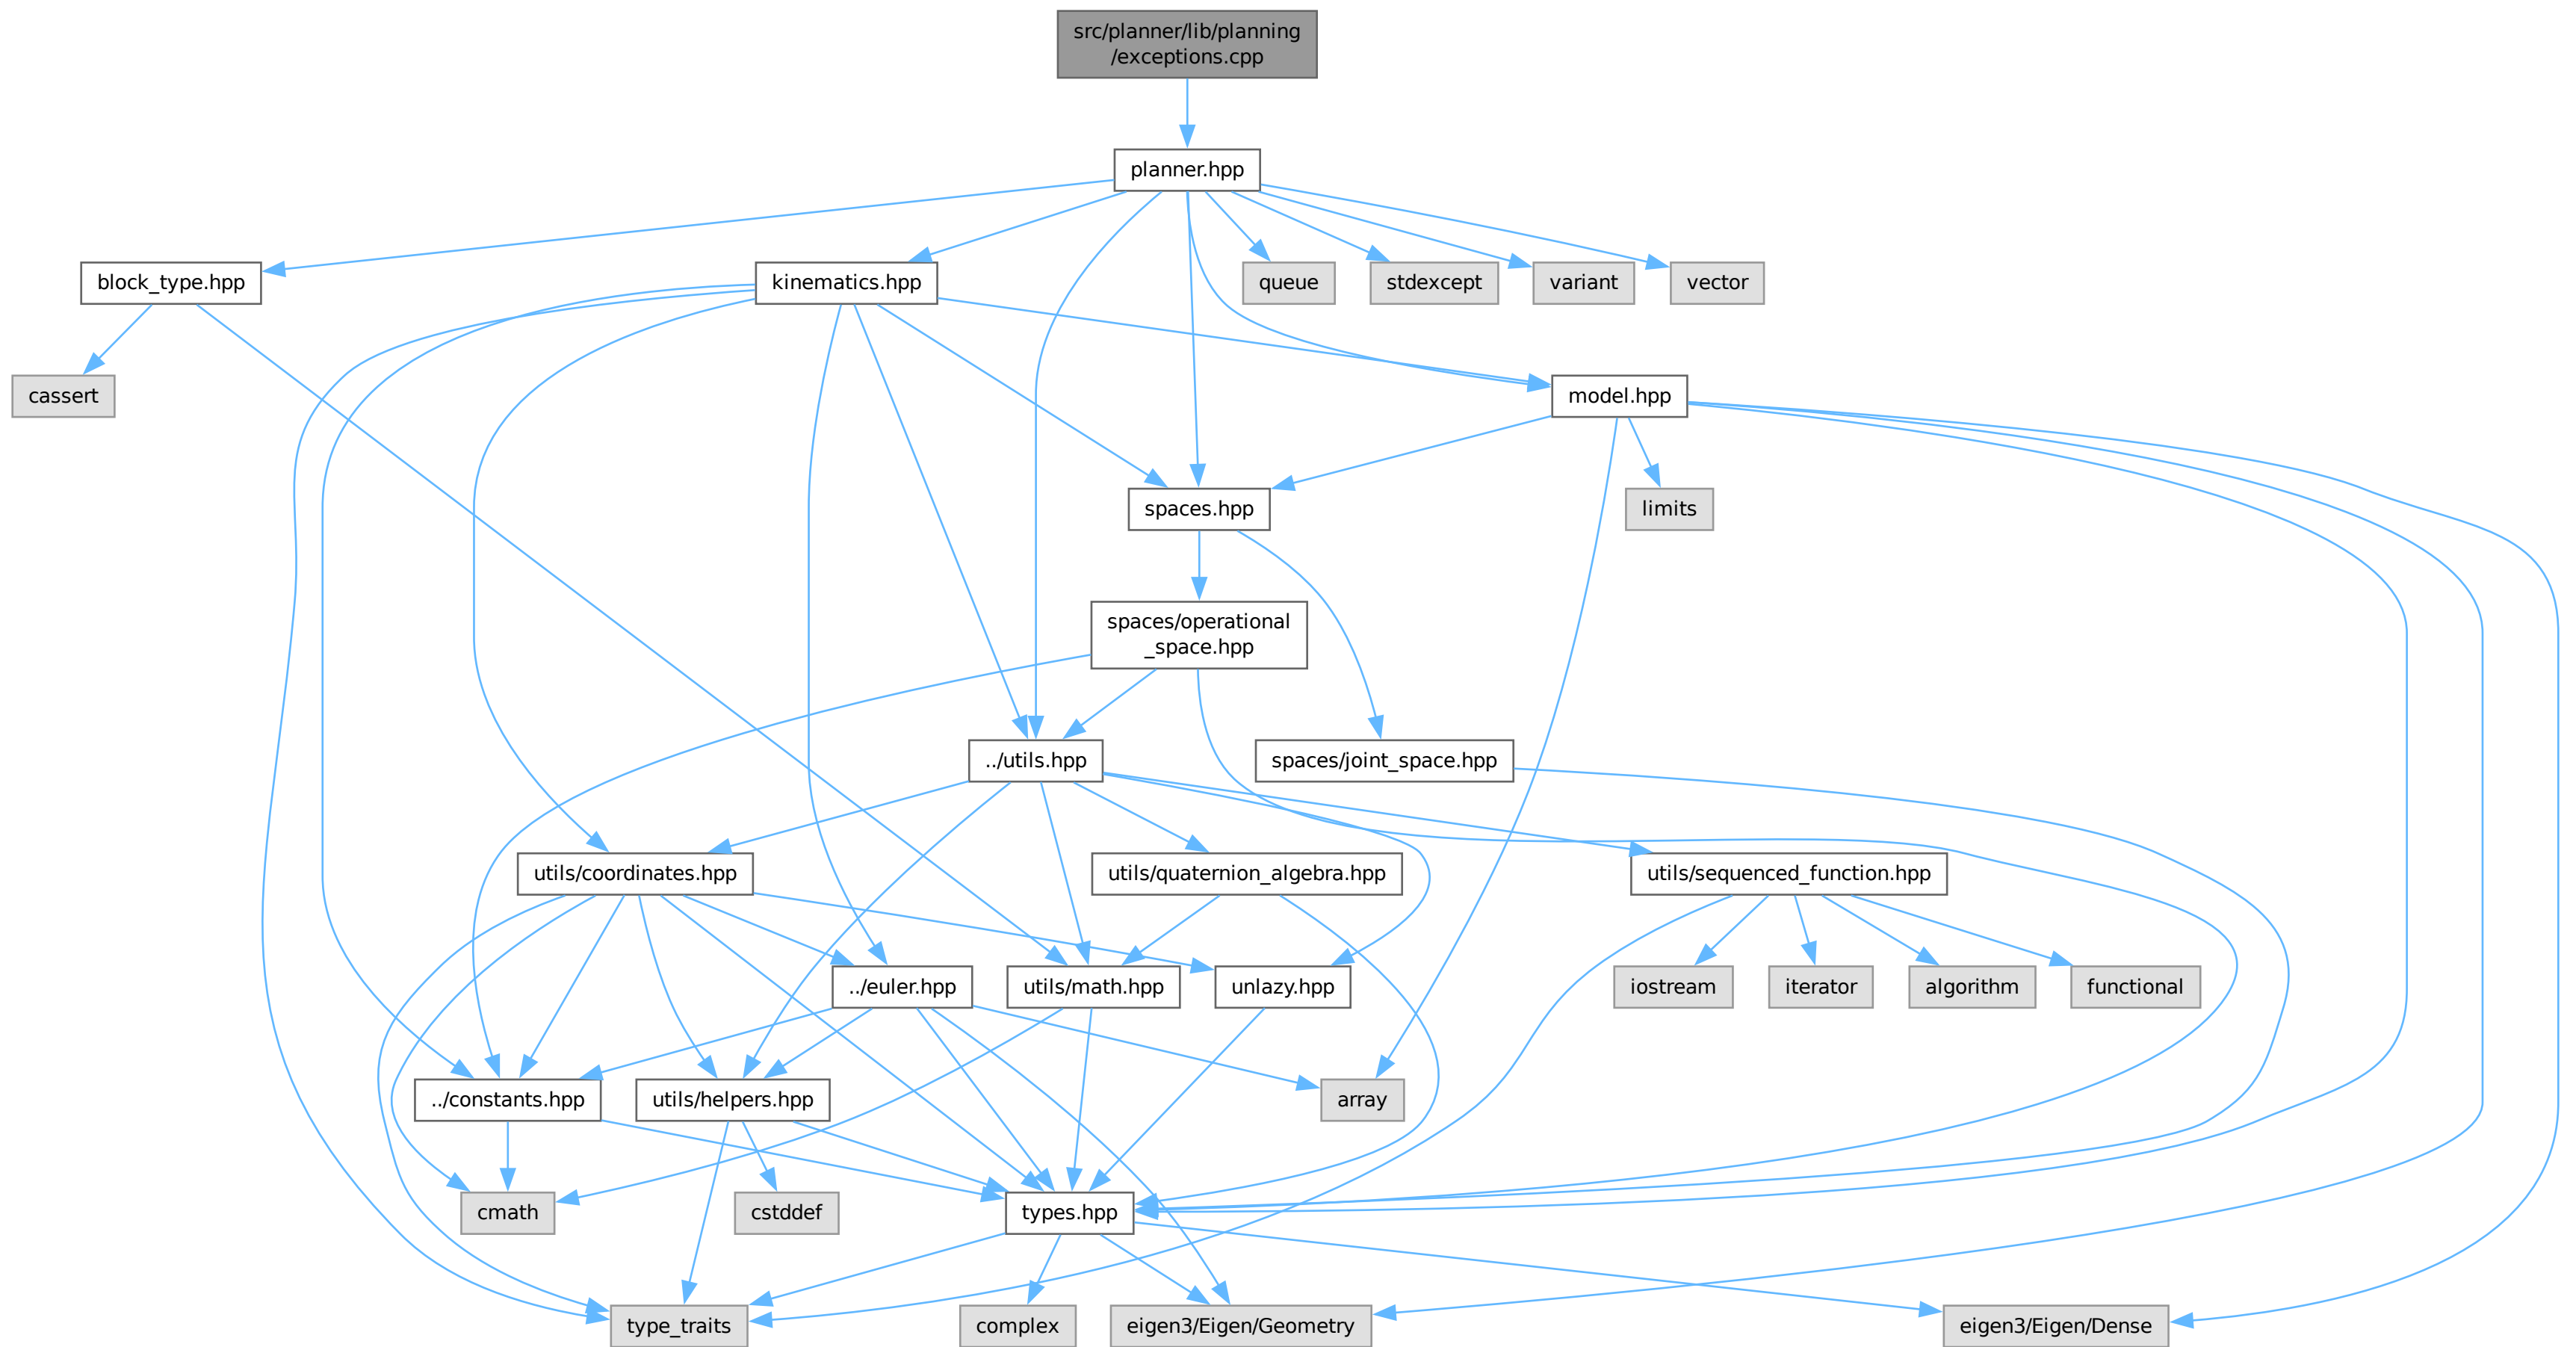 src/planner/lib/planning
/exceptions.cpp
planner.hpp
block_type.hpp
kinematics.hpp
queue
stdexcept
variant
vector
cassert
model.hpp
spaces.hpp
limits
spaces/operational
_space.hpp
../utils.hpp
spaces/joint_space.hpp
utils/coordinates.hpp
utils/quaternion_algebra.hpp
utils/sequenced_function.hpp
../euler.hpp
utils/math.hpp
unlazy.hpp
iostream
iterator
algorithm
functional
../constants.hpp
utils/helpers.hpp
array
cmath
cstddef
types.hpp
type_traits
complex
eigen3/Eigen/Geometry
eigen3/Eigen/Dense